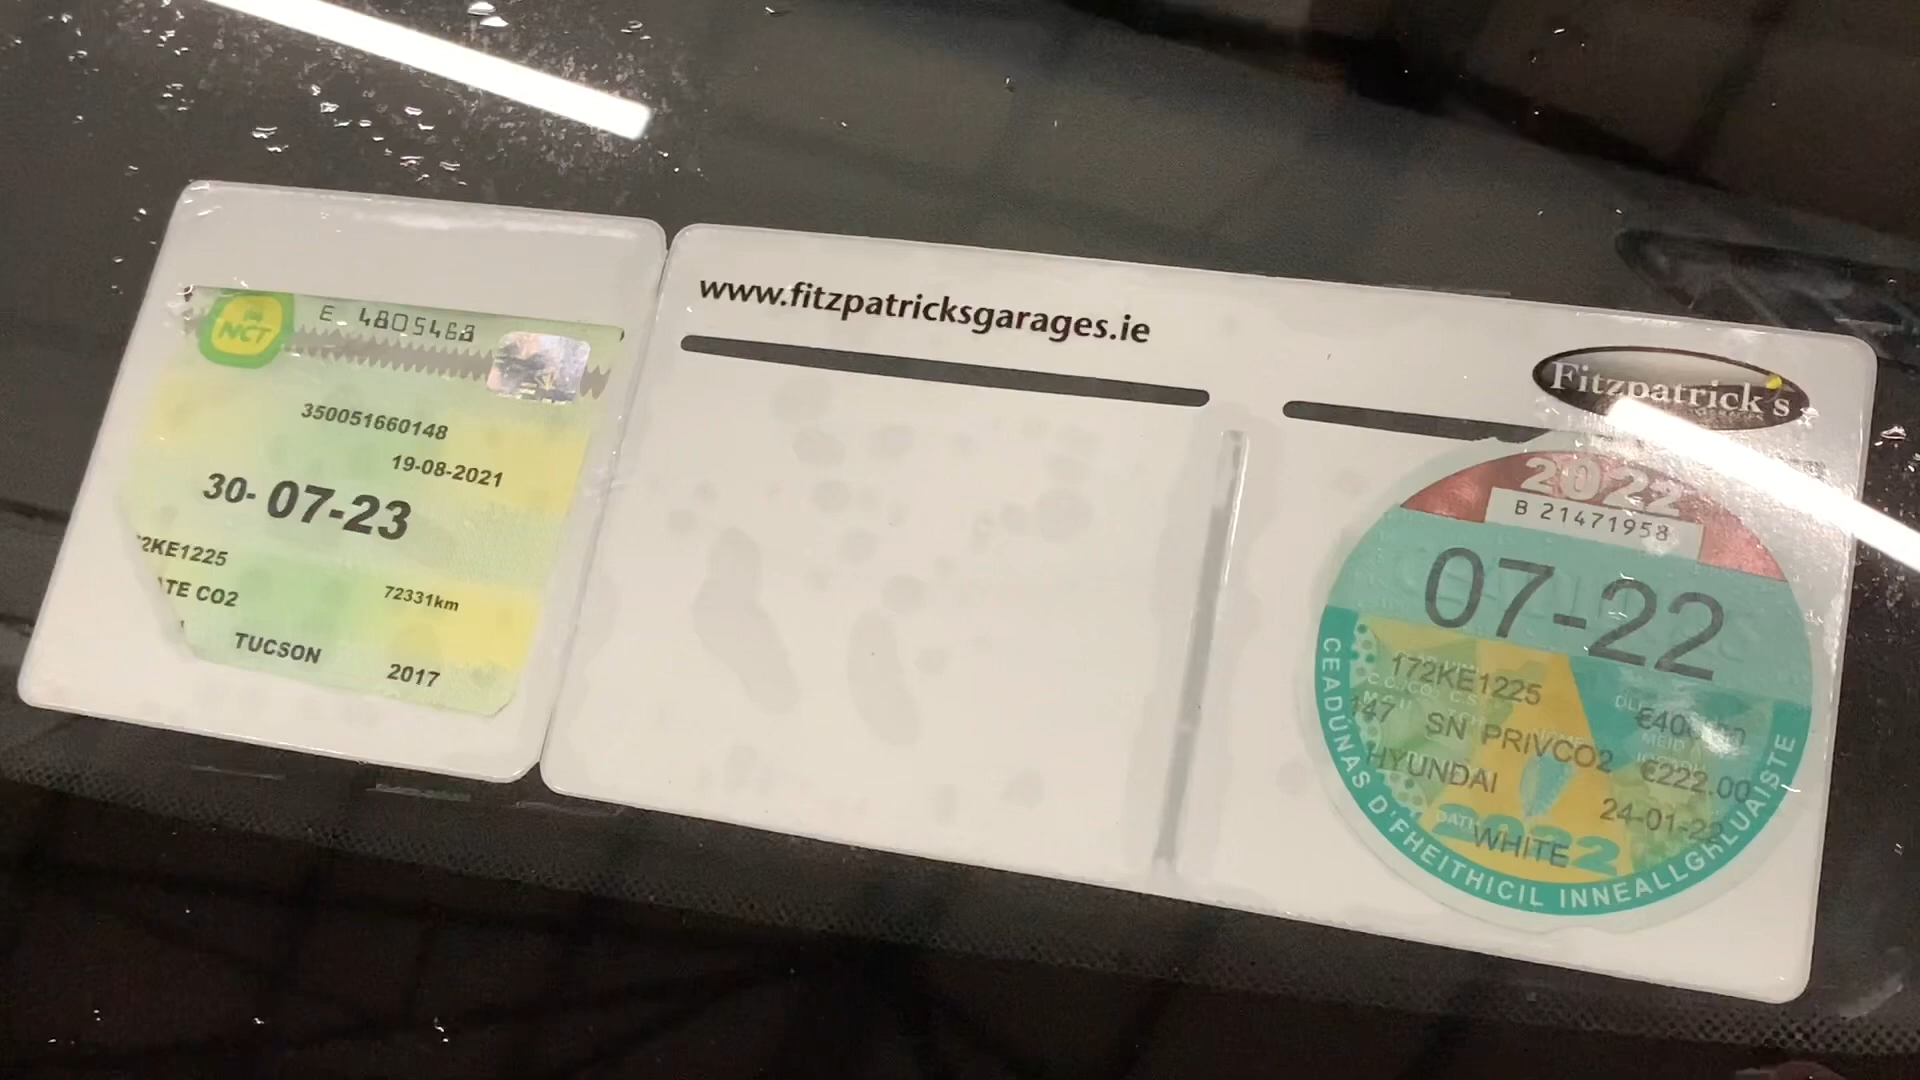 NCT
E 4805468
350051660148
19-08-2021
30-07-23
2KE1225
TE CO2
72331km
TUCSON
2017
www.fitzpatricksgarages.ie
Fitzpatrick's
2022
B 21471958
07-22
172KE1225
147 SN PRIVCO2
€222.00
HYUNDAI
24-01-22
WHITE
2022
CEADÚNAS D'FHEITHICIL INNEALLGHLUAISTE